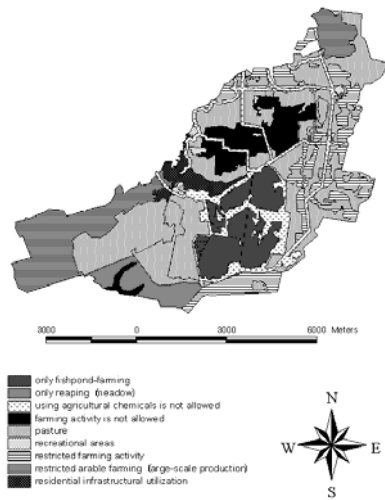 3000 0 3000 6000 Meters
only fishpond-farming
only reaping (meadow)
using agricultural chemicals is not allowed
farming activity is not allowed
pasture
recreational areas
restricted farming activity
restricted arable farming (large-scale production)
residential infrastructural utilization
N
W E
S